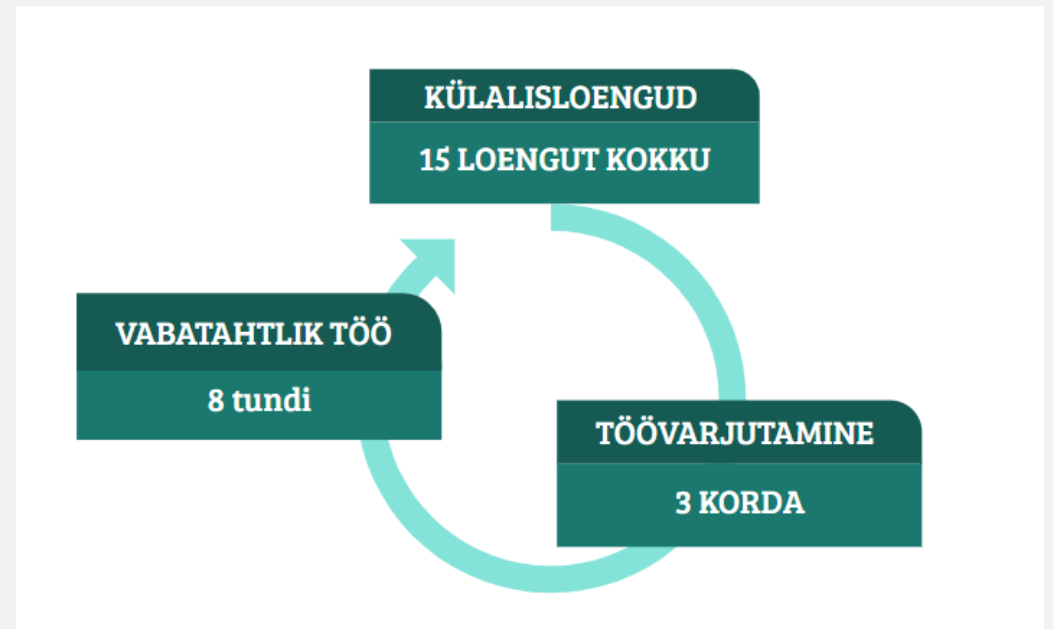 KÜLALISLOENGUD
15 LOENGUT KOKKU
VABATAHTLIK TÖÖ
8 tundi
TÖÖVARJUTAMINE
3 KORDA